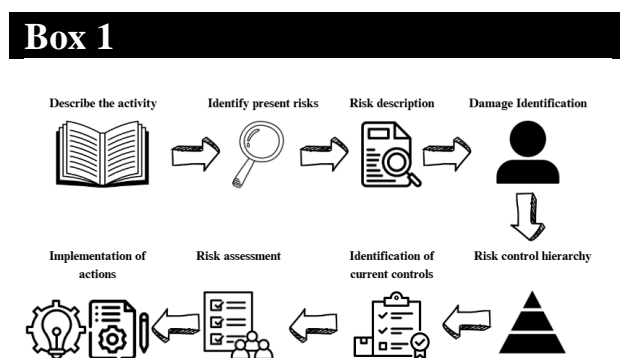 Box 1
Describe the activity
Identify present risks
Risk description
Damage Identification
Implementation of
actions
Risk assessment
Identification of
current controls
Risk control hierarchy